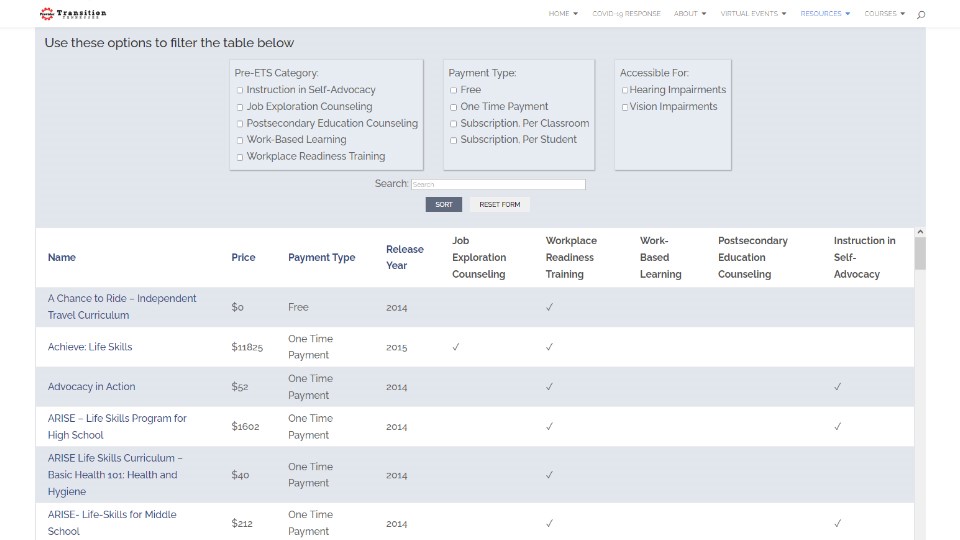 Transition
HOME
COVID-19 RESPONSE
ABOUT
VIRTUAL EVENTS
RESOURCES
COURSES
Use these options to filter the table below
Pre-ETS Category:
Instruction in Self-Advocacy
Job Exploration Counseling
Postsecondary Education Counseling
Work-Based Learning
Workplace Readiness Training
Payment Type:
Free
One Time Payment
Subscription, Per Classroom
Subscription, Per Student
Accessible For:
Hearing Impairments
Vision Impairments
Search: Search
SORT
RESET FORM
Name
Price
Payment Type
Release
Year
Job
Exploration
Counseling
Workplace
Readiness
Training
Work-
Based
Learning
Postsecondary
Education
Counseling
Instruction in
Self-
Advocacy
A Chance to Ride – Independent
Travel Curriculum
$0
Free
2014
✓
Achieve: Life Skills
$11825
One Time
Payment
2015
✓
✓
Advocacy in Action
$52
One Time
Payment
2014
✓
✓
ARISE – Life Skills Program for
High School
$1602
One Time
Payment
2014
✓
✓
ARISE Life Skills Curriculum –
Basic Health 101: Health and
Hygiene
$40
One Time
Payment
2014
✓
ARISE- Life-Skills for Middle
School
$212
One Time
Payment
2014
✓
✓